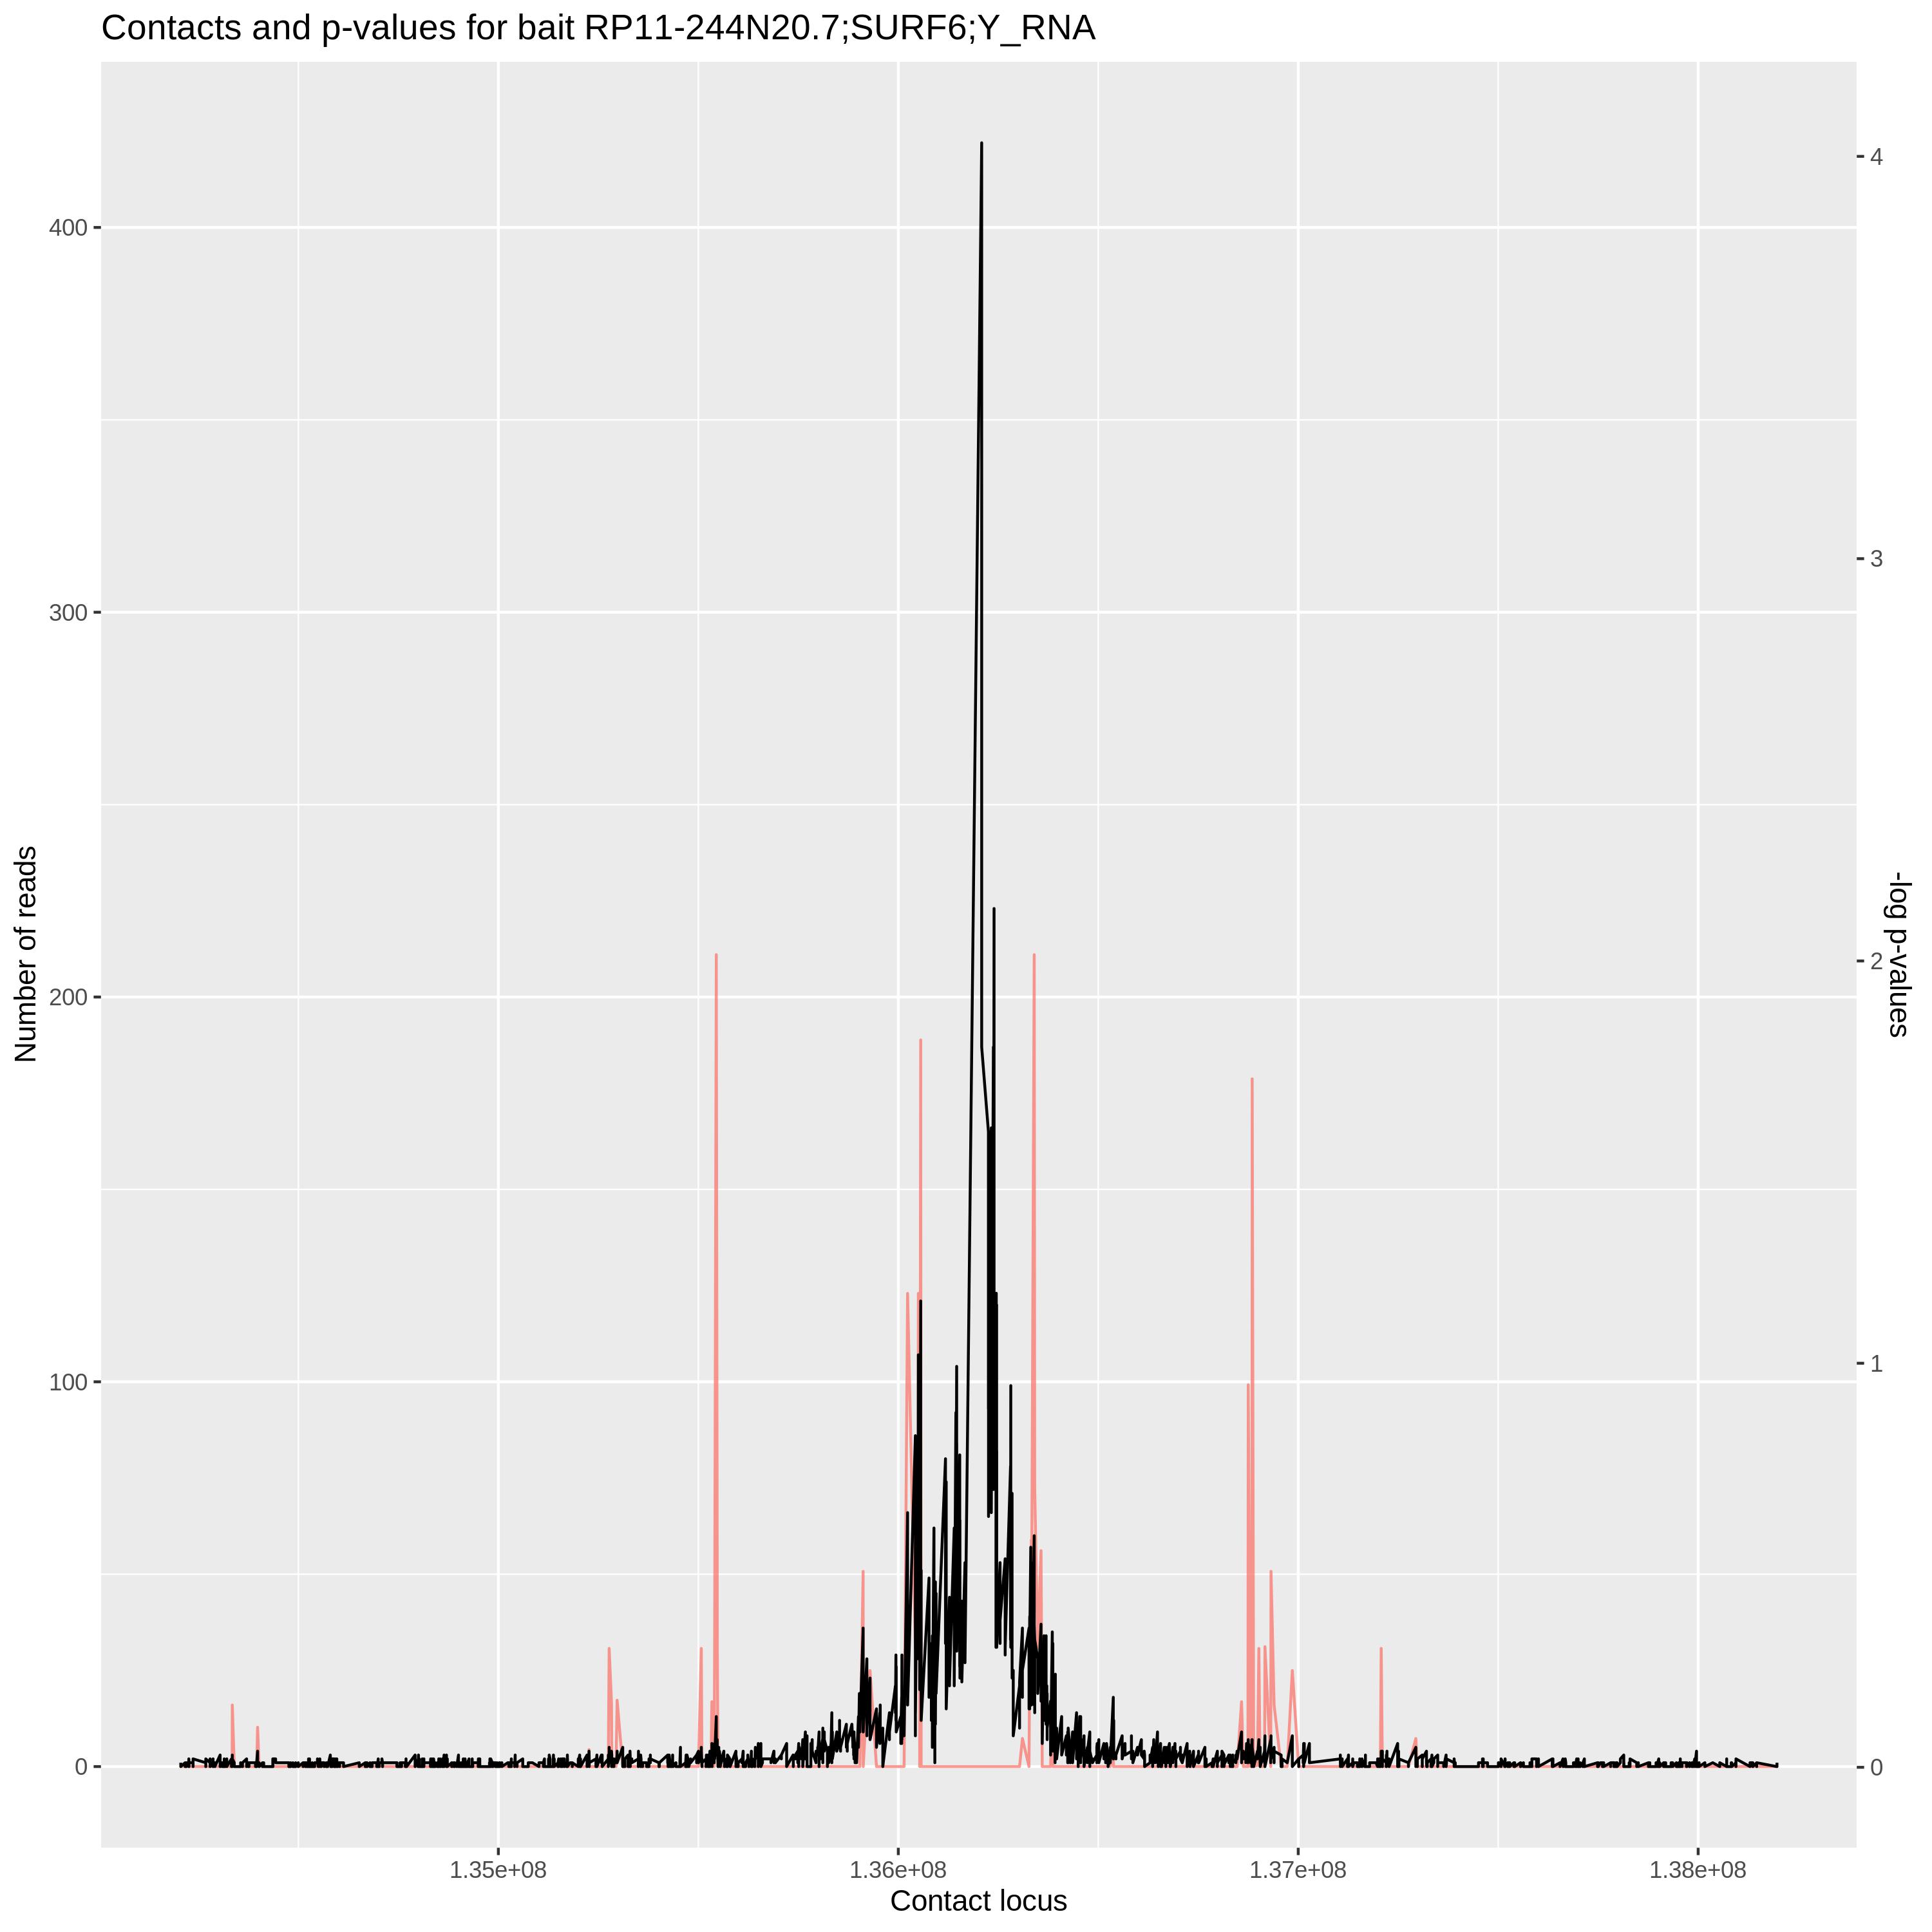 Contacts and p-values for bait RP11-244N20.7;SURF6;Y_RNA
Number of reads
400
300
200
100
0
4
3
2
1
0
-log p-values
1.35e+08
1.36e+08
1.37e+08
1.38e+08
Contact locus